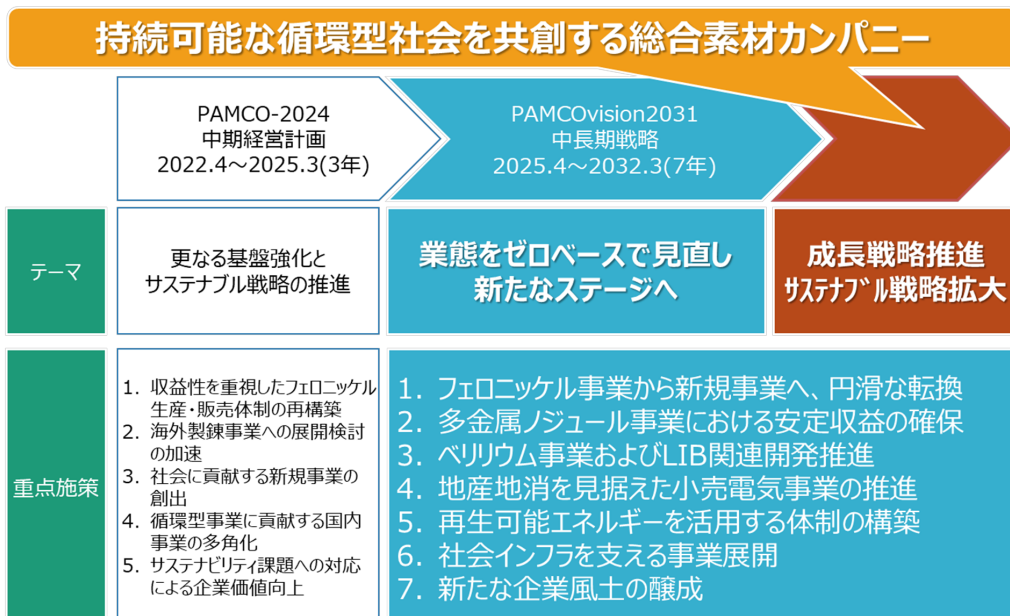 持続可能な循環型社会を共創する総合素材カンパニー
PAMCO-2024
中期経営計画
2022.4～2025.3(3年)
PAMCOvision2031
中長期戦略
2025.4～2032.3(7年)
テーマ
更なる基盤強化と
サステナブル戦略の推進
業態をゼロベースで見直し
新たなステージへ
成長戦略推進
ｻｽﾃﾅﾌﾞﾙ戦略拡大
重点施策
1. 収益性を重視したフェロニッケル
生産・販売体制の再構築
2. 海外製錬事業への展開検討
の加速
3. 社会に貢献する新規事業の
創出
4. 循環型事業に貢献する国内
事業の多角化
5. サステナビリティ課題への対応
による企業価値向上
1. フェロニッケル事業から新規事業へ、円滑な転換
2. 多金属ノジュール事業における安定収益の確保
3. ベリリウム事業およびLIB関連開発推進
4. 地産地消を見据えた小売電気事業の推進
5. 再生可能エネルギーを活用する体制の構築
6. 社会インフラを支える事業展開
7. 新たな企業風土の醸成